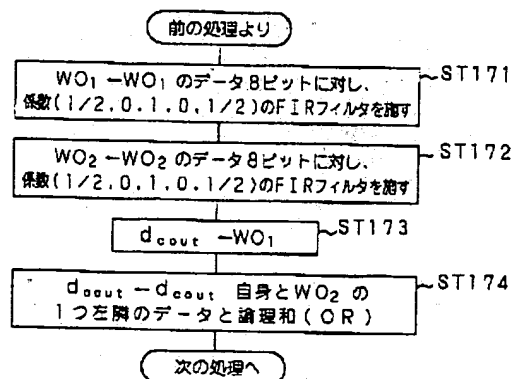 前の処理より
WO₁ ←WO₁ のデータ8ビットに対し、
係数(1/2,0,1,0,1/2)のFIRフィルタを施す
ST171
WO₂ ←WO₂ のデータ8ビットに対し、
係数(1/2,0,1,0,1/2)のFIRフィルタを施す
ST172
dcout ←WO₁
ST173
dcout ←dcout 自身とWO₂ の
1つ左隣のデータと論理和(OR)
ST174
次の処理へ